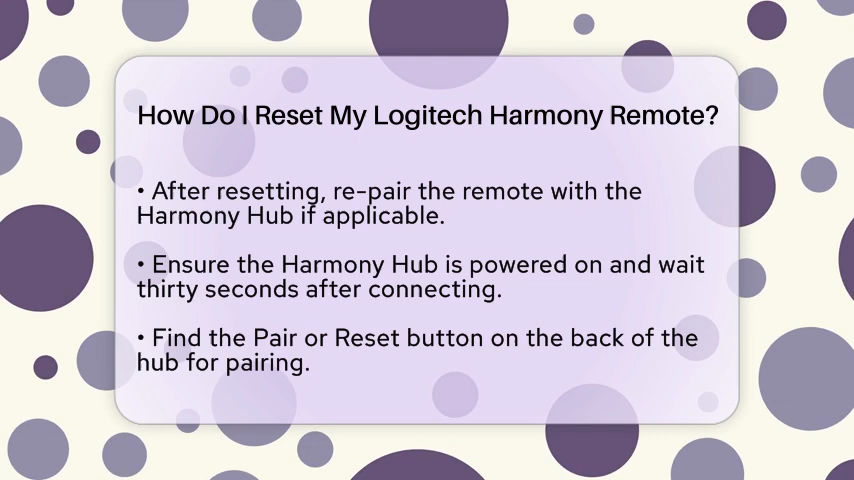 How Do I Reset My Logitech Harmony Remote?
• After resetting, re-pair the remote with the
Harmony Hub if applicable.
• Ensure the Harmony Hub is powered on and wait
thirty seconds after connecting.
• Find the Pair or Reset button on the back of the
hub for pairing.